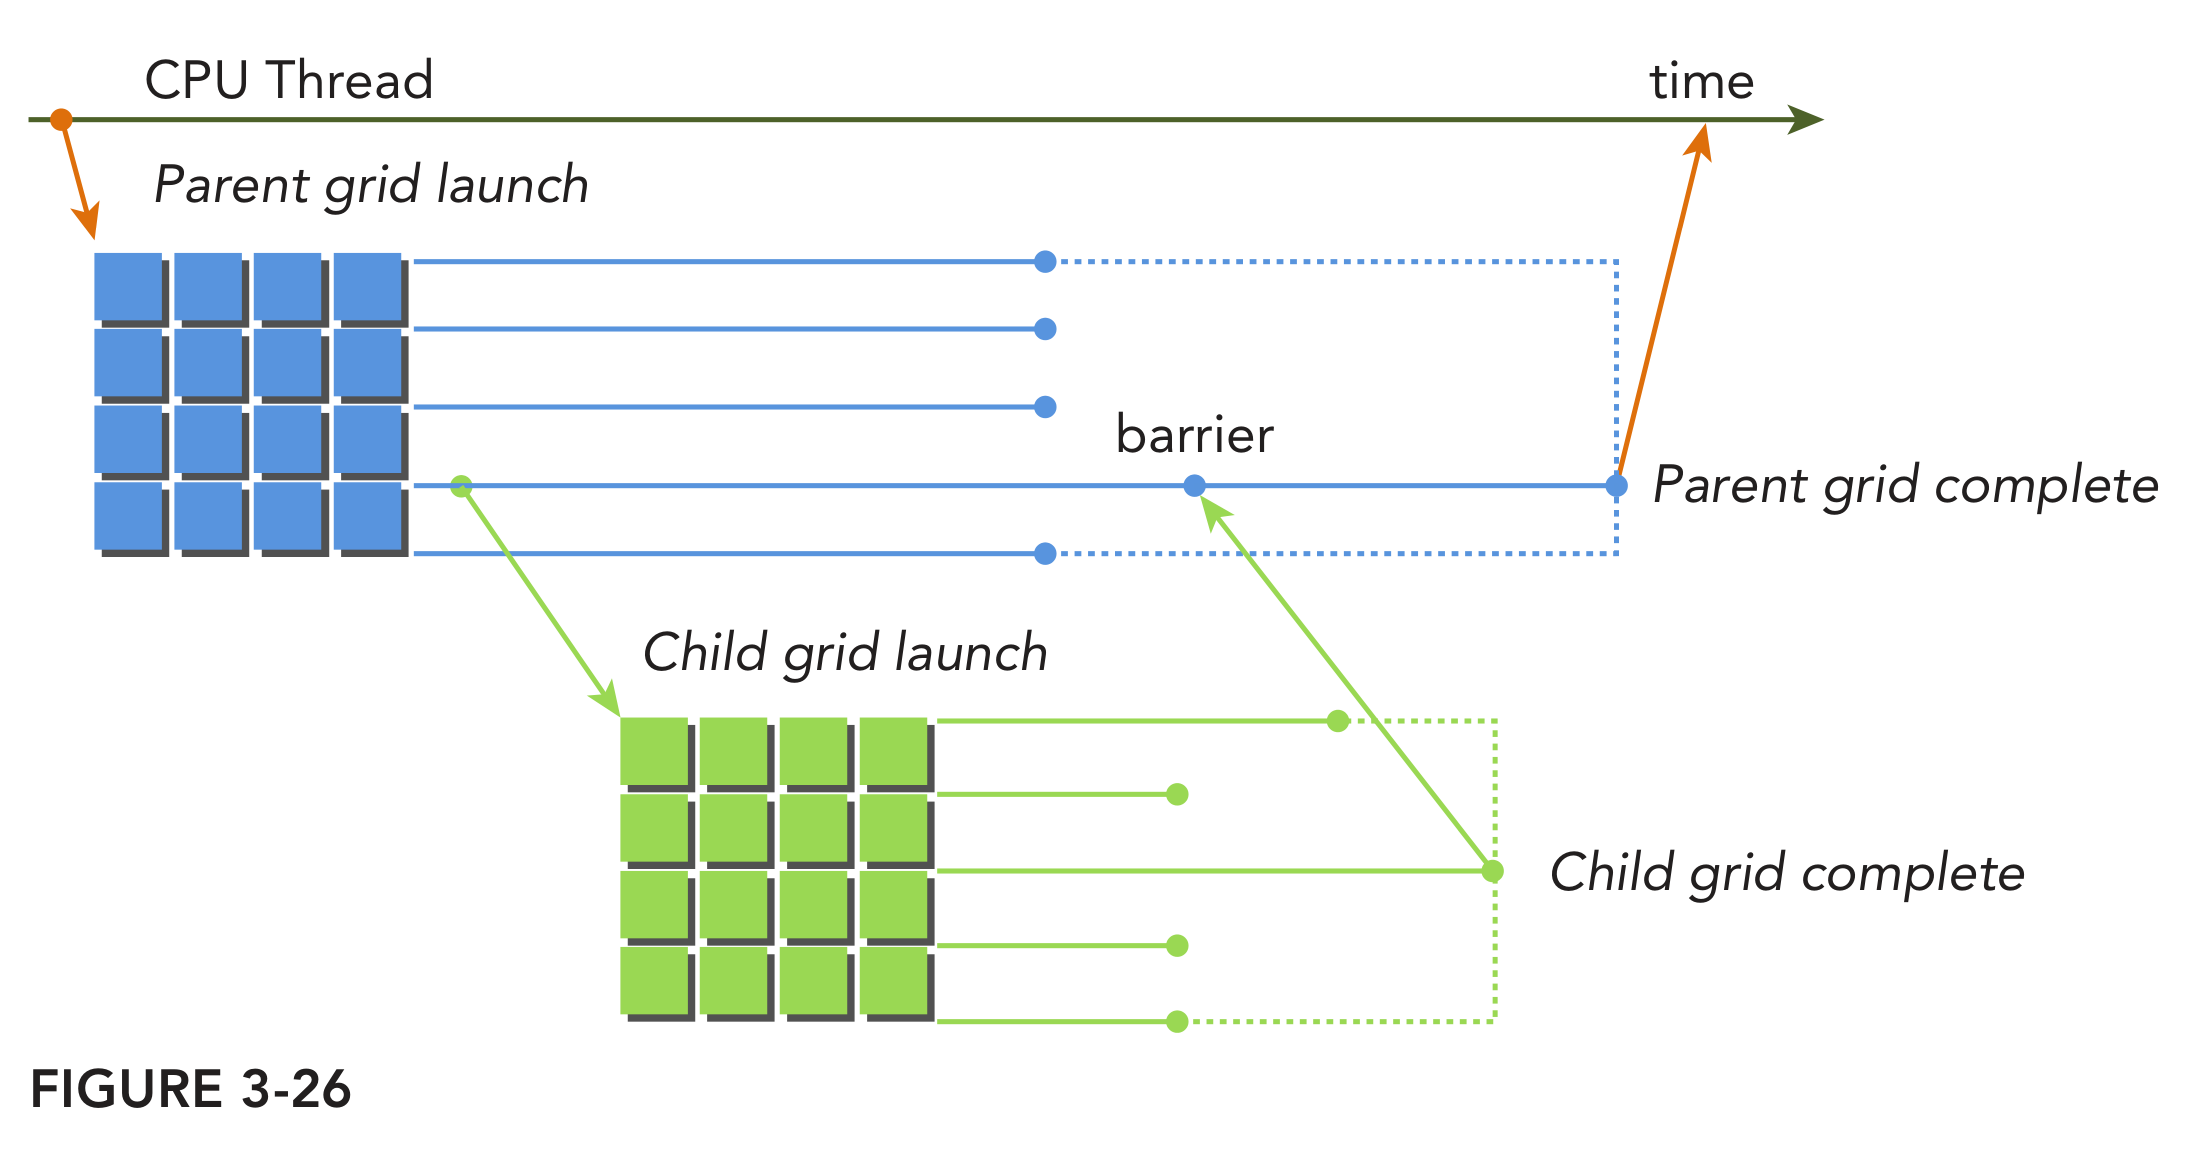 CPU Thread
time
Parent grid launch
barrier
Parent grid complete
Child grid launch
Child grid complete
FIGURE 3-26